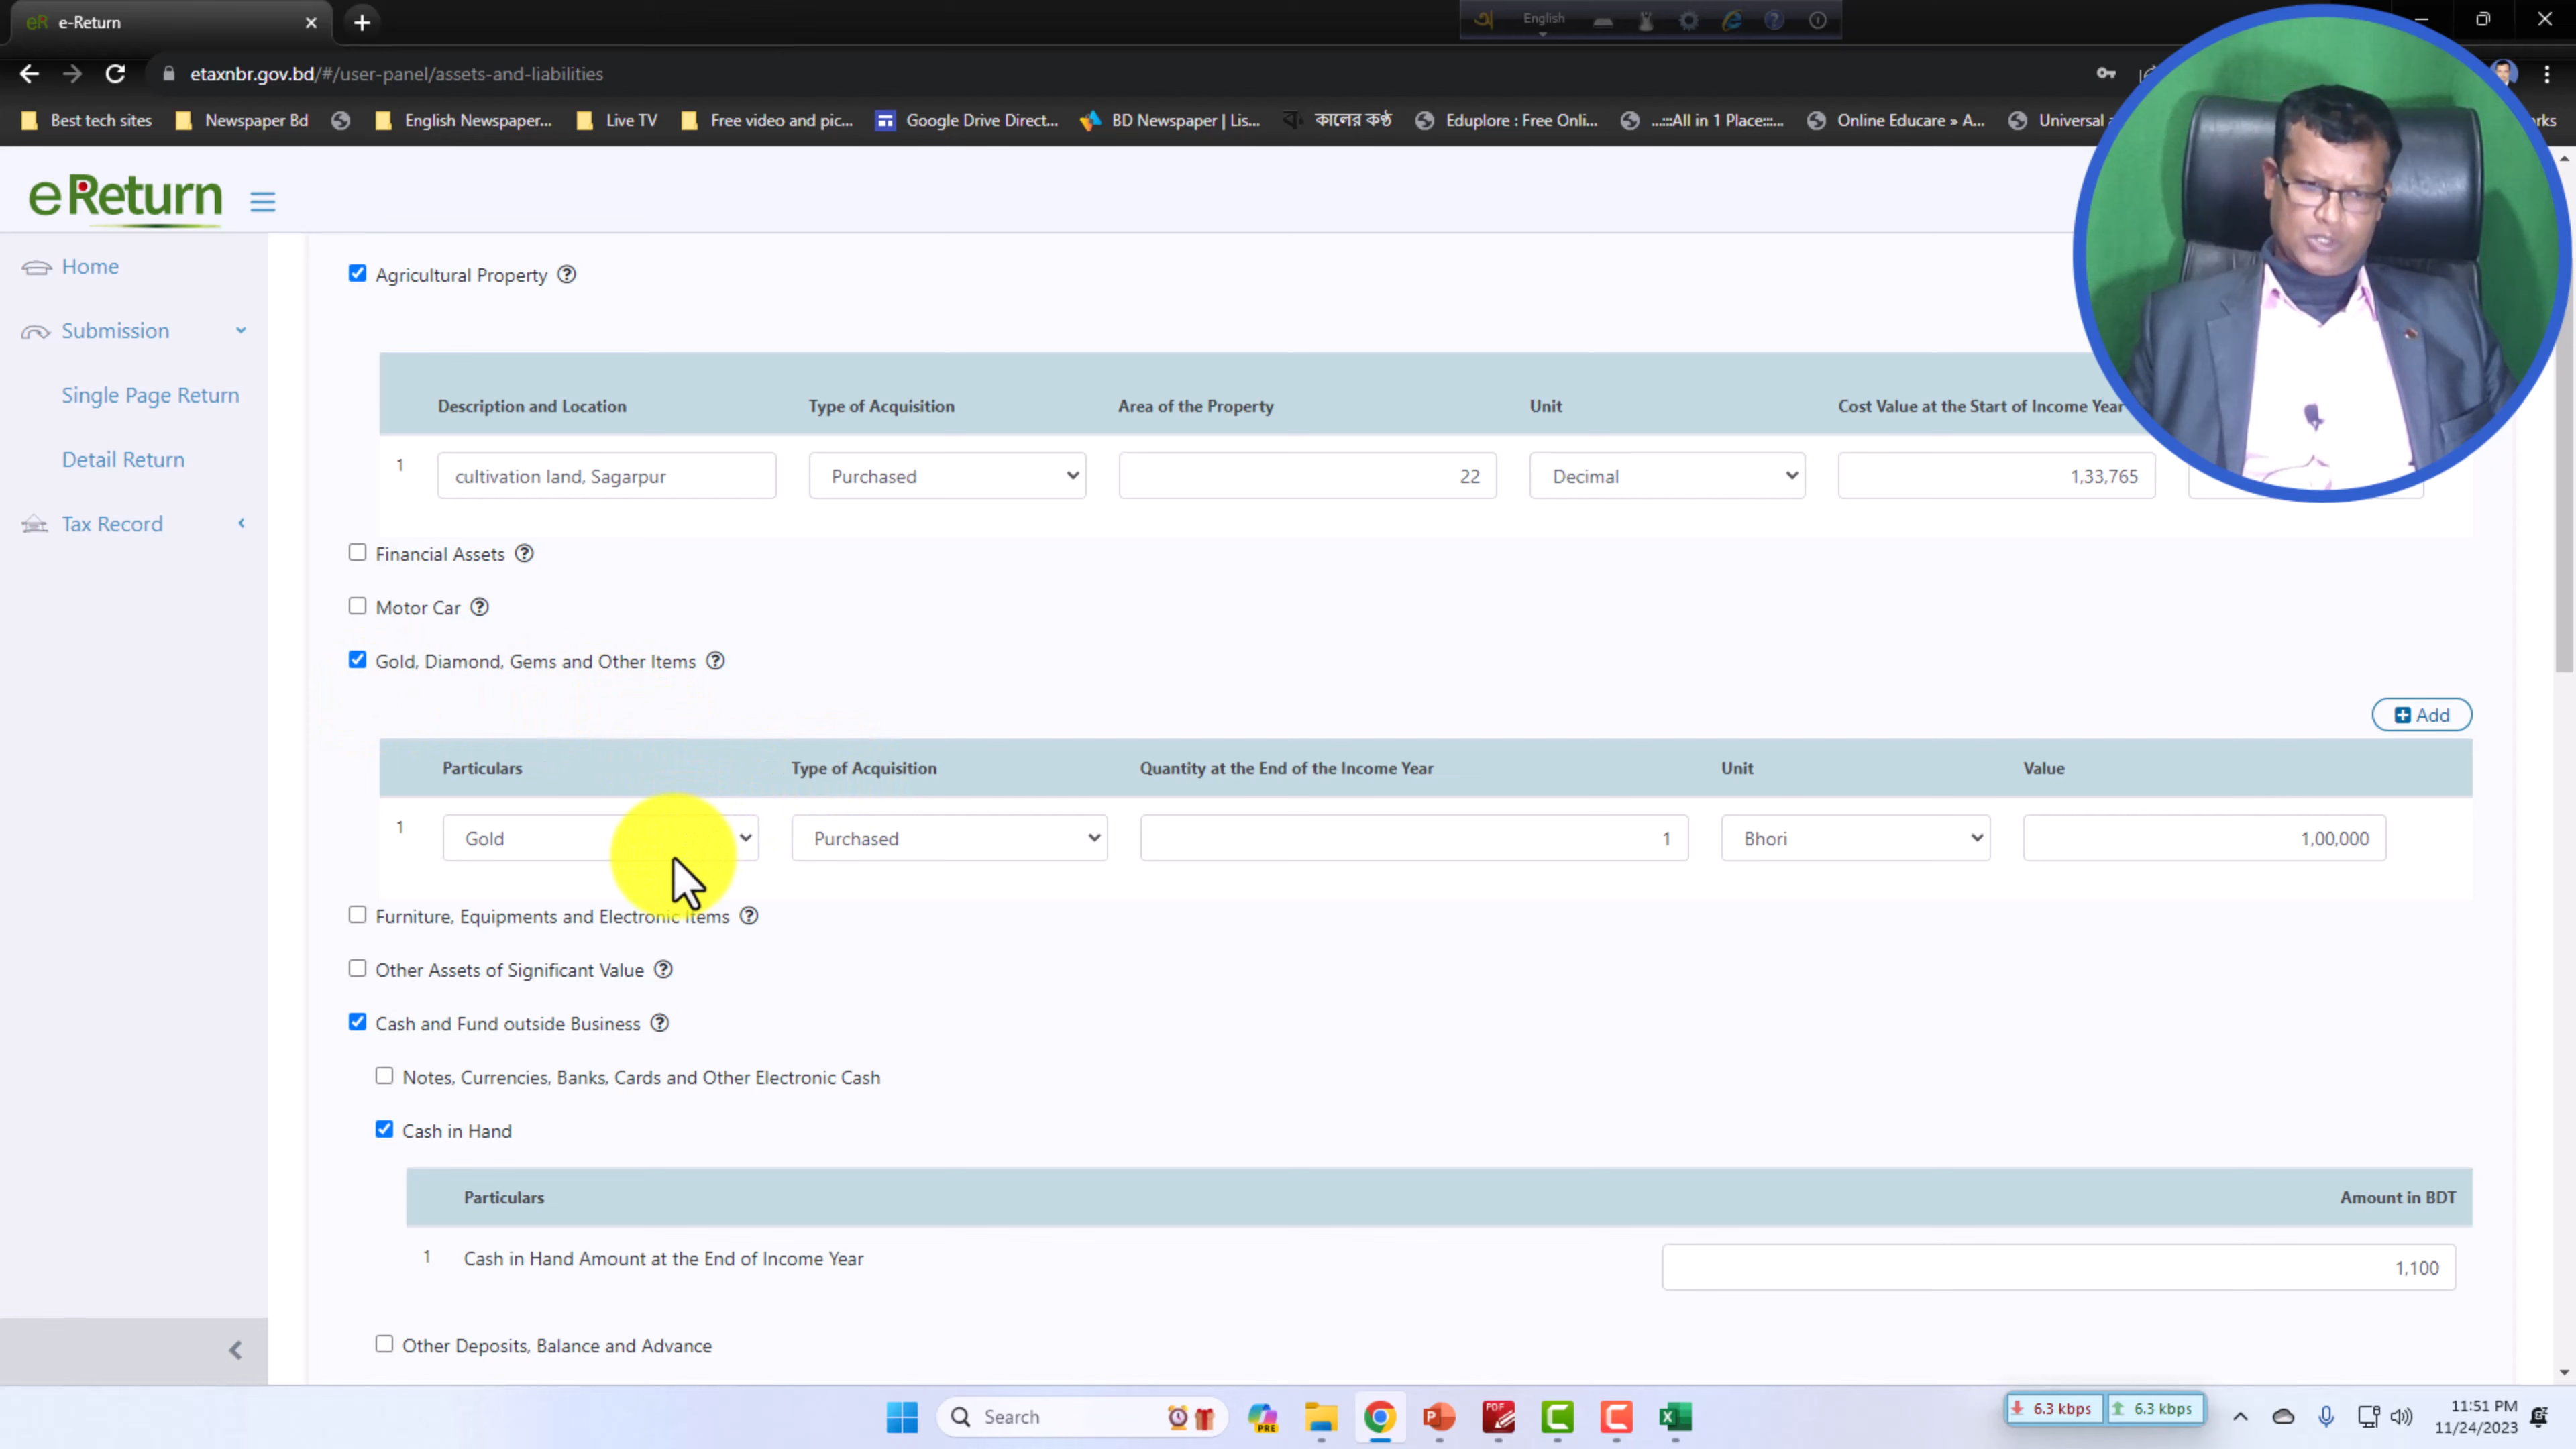 eR e-Return
English
etaxnbr.gov.bd/#/user-panel/assets-and-liabilities
Best tech sites Newspaper Bd English Newspaper... Live TV Free video and pic... Google Drive Direct... BD Newspaper | Lis... কালের কণ্ঠ Eduplore : Free Onli... ...:::All in 1 Place:::... Online Educare » A... Universal
eReturn
Home
Submission
Single Page Return
Detail Return
Tax Record
Agricultural Property
Description and Location Type of Acquisition Area of the Property Unit Cost Value at the Start of Income Year
1 cultivation land, Sagarpur Purchased 22 Decimal 1,33,765
Financial Assets
Motor Car
Gold, Diamond, Gems and Other Items
Add
Particulars Type of Acquisition Quantity at the End of the Income Year Unit Value
1 Gold Purchased 1 Bhori 1,00,000
Furniture, Equipments and Electronic Items
Other Assets of Significant Value
Cash and Fund outside Business
Notes, Currencies, Banks, Cards and Other Electronic Cash
Cash in Hand
Particulars Amount in BDT
1 Cash in Hand Amount at the End of Income Year 1,100
Other Deposits, Balance and Advance
Search PRE PDF 6.3 kbps 6.3 kbps 11:51 PM
11/24/2023